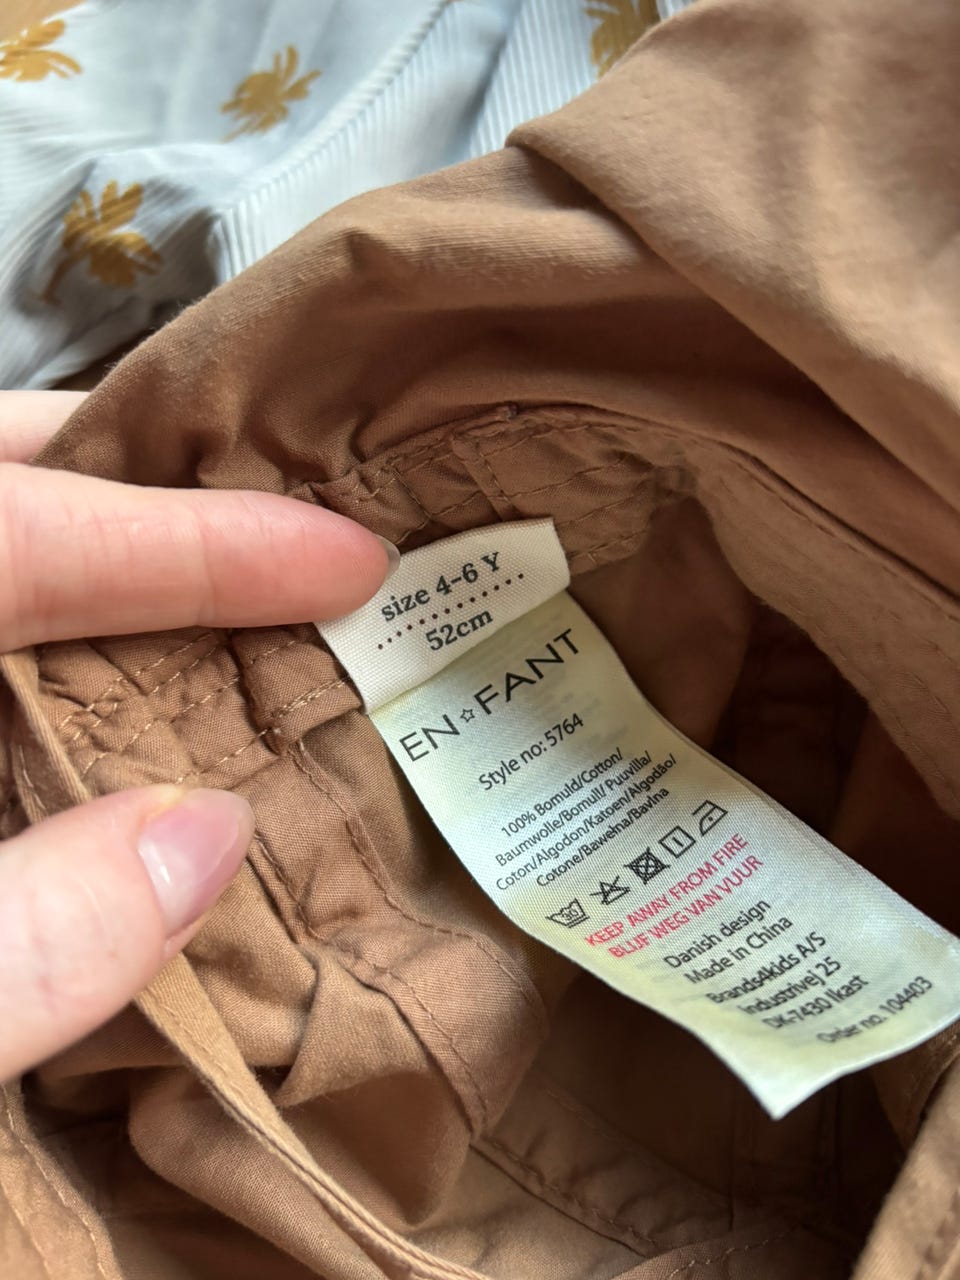 size 4-6 Y
52cm
EN☆FANT
Style no: 5764
100% Bomuld/Cotton/
Baumwolle/Bomull/ Puuvilla/
Coton/Algodon/Katoen/Algodão/
Cotone/Bawełna/Bavlna
30
KEEP AWAY FROM FIRE
BLIJF WEG VAN VUUR
Danish design
Made in China
Brands4kids A/S
Industrivej 25
DK-7430 Ikast
Order no. 104403